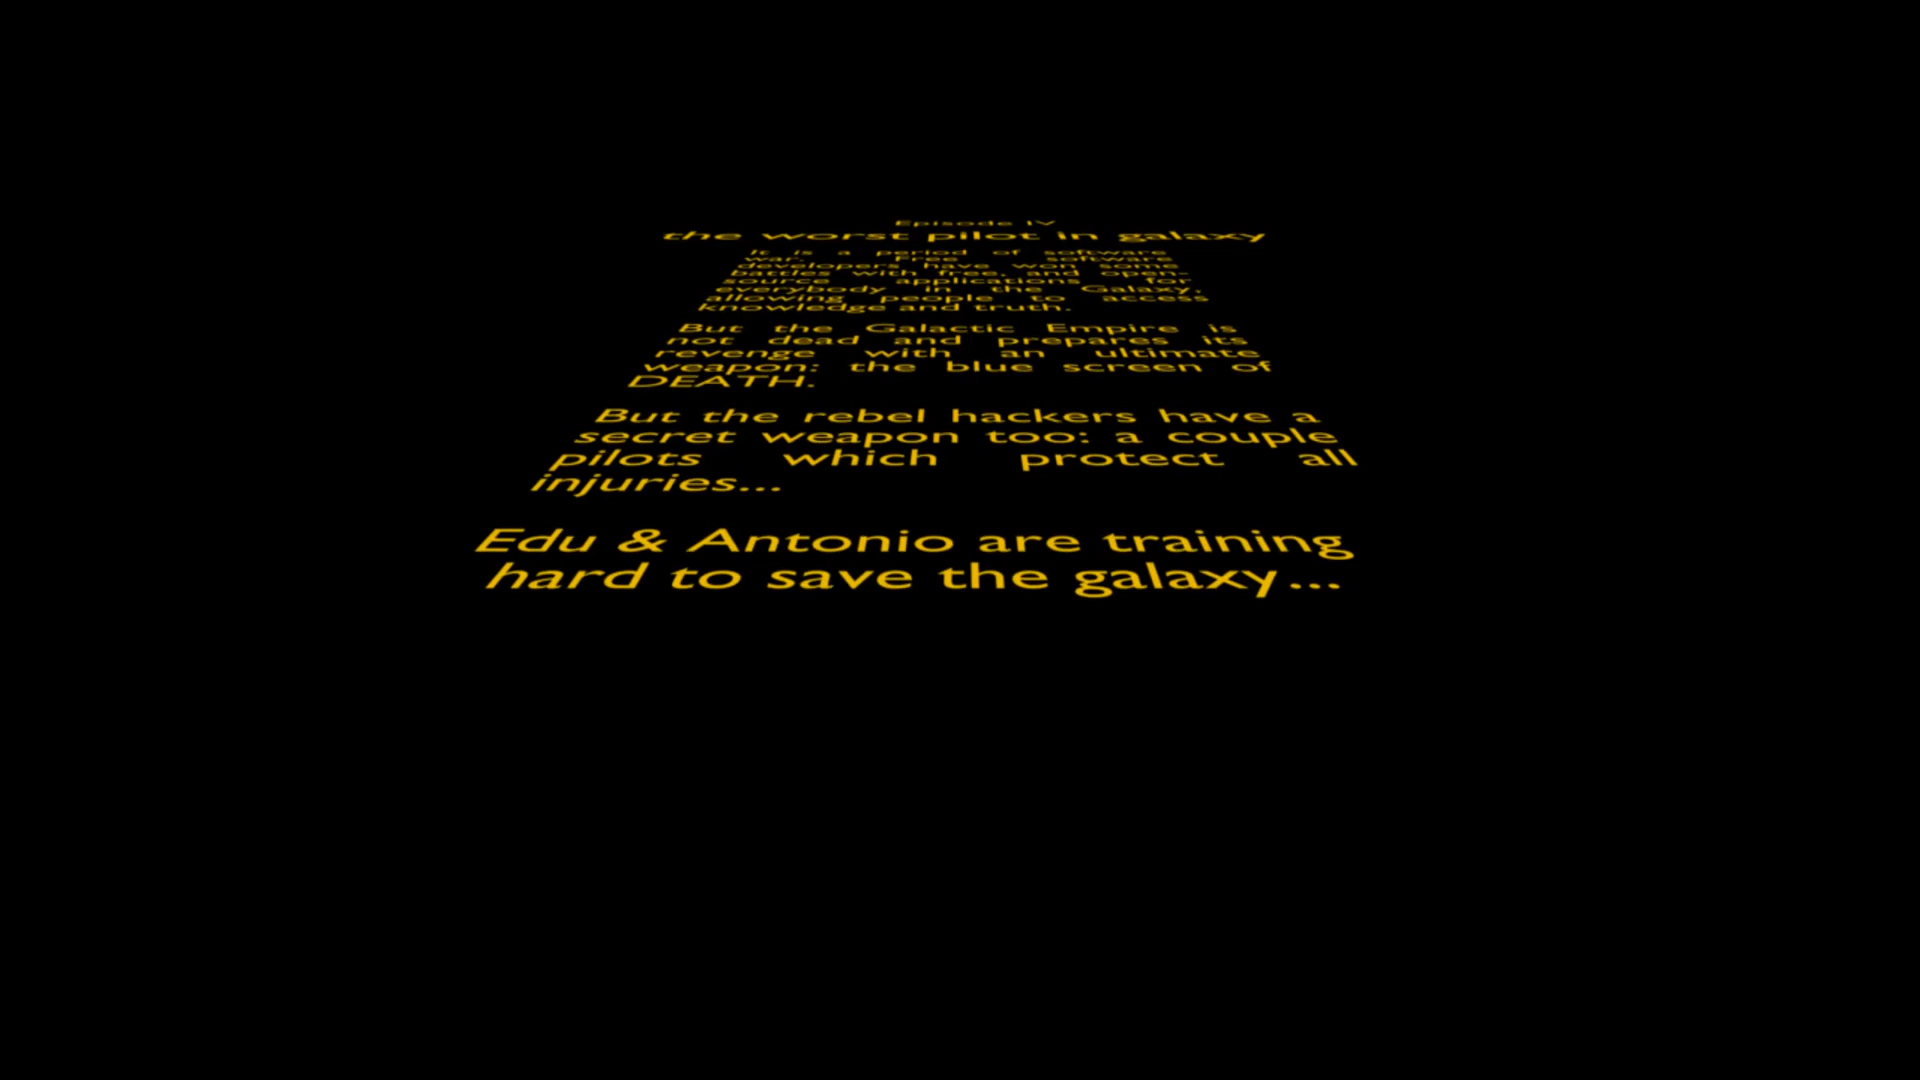 Episode IV
the worst pilot in galaxy
It is a period of software
war. Free software
developers have won some
battles with free, and open-
source applications for
everybody in the Galaxy,
allowing people to access
knowledge and truth.
But the Galactic Empire is
not dead and prepares its
revenge with an ultimate
weapon: the blue screen of
DEATH.
But the rebel hackers have a
secret weapon too: a couple
pilots which protect all
injuries...
Edu & Antonio are training
hard to save the galaxy...